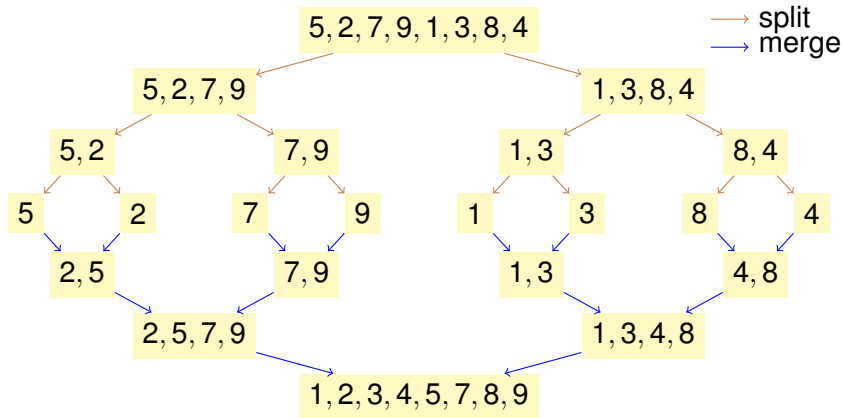 5, 2, 7, 9, 1, 3, 8, 4
split
merge
5, 2, 7, 9
1, 3, 8, 4
5, 2
7, 9
1, 3
8, 4
5
2
7
9
1
3
8
4
2, 5
7, 9
1, 3
4, 8
2, 5, 7, 9
1, 3, 4, 8
1, 2, 3, 4, 5, 7, 8, 9